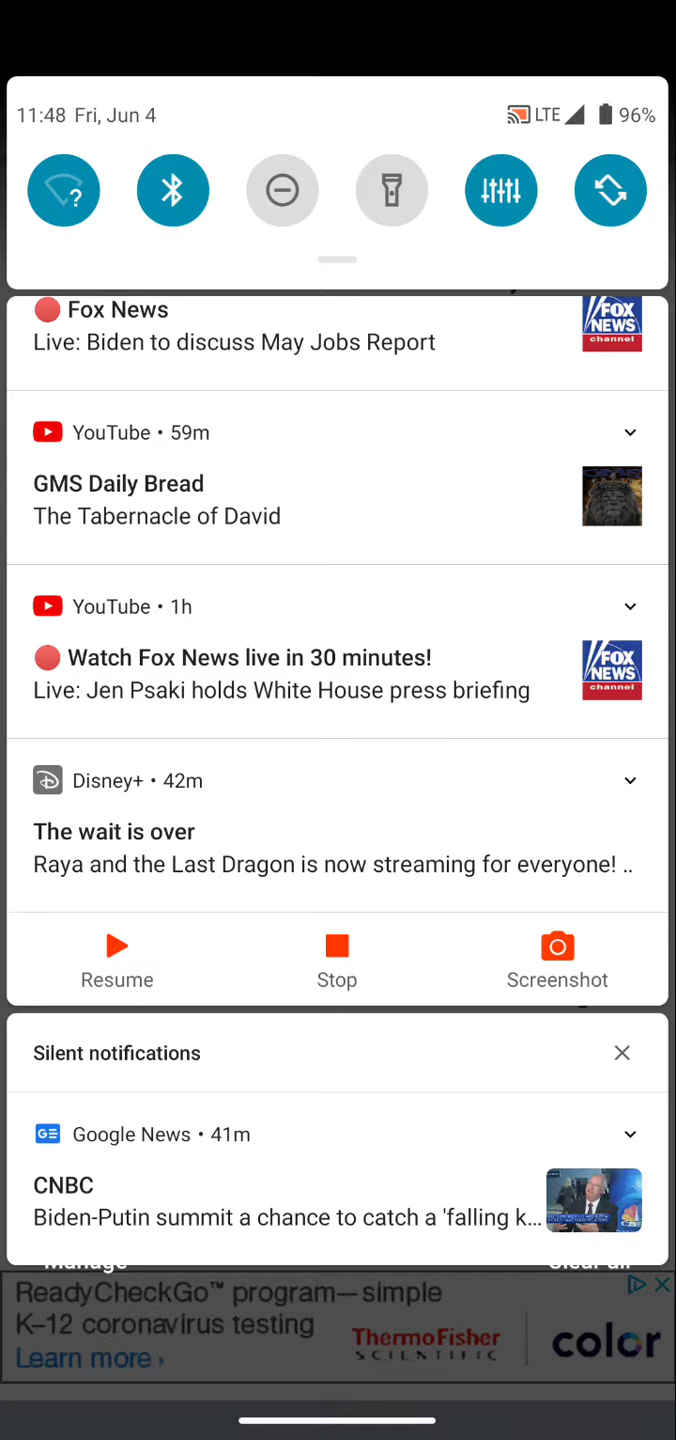 11:48 Fri, Jun 4 LTE 96%
?
Fox News
Live: Biden to discuss May Jobs Report
FOX
NEWS
channel
YouTube • 59m
GMS Daily Bread
The Tabernacle of David
YouTube • 1h
Watch Fox News live in 30 minutes!
Live: Jen Psaki holds White House press briefing
FOX
NEWS
channel
Disney+ • 42m
The wait is over
Raya and the Last Dragon is now streaming for everyone! ..
Resume Stop Screenshot
Silent notifications
Google News • 41m
CNBC
Biden-Putin summit a chance to catch a 'falling k...
Manage Clear all
ReadyCheckGo™ program—simple
K–12 coronavirus testing
Learn more ›
ThermoFisher
SCIENTIFIC
color